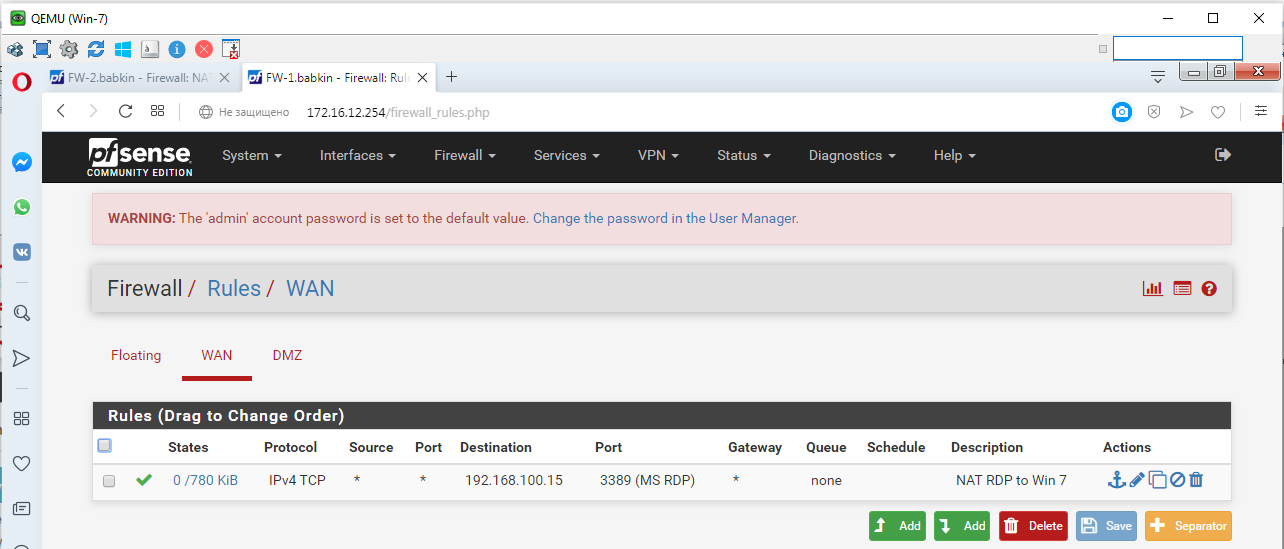 QEMU (Win-7)
FW-2.babkin - Firewall: NA
FW-1.babkin - Firewall: Rul
Не защищено 172.16.12.254/firewall_rules.php
pfsense
COMMUNITY EDITION
System Interfaces Firewall Services VPN Status Diagnostics Help
WARNING: The 'admin' account password is set to the default value. Change the password in the User Manager.
Firewall / Rules / WAN
Floating WAN DMZ
Rules (Drag to Change Order)
States Protocol Source Port Destination Port Gateway Queue Schedule Description Actions
0 /780 KiB IPv4 TCP * * 192.168.100.15 3389 (MS RDP) * none NAT RDP to Win 7
Add Add Delete Save Separator